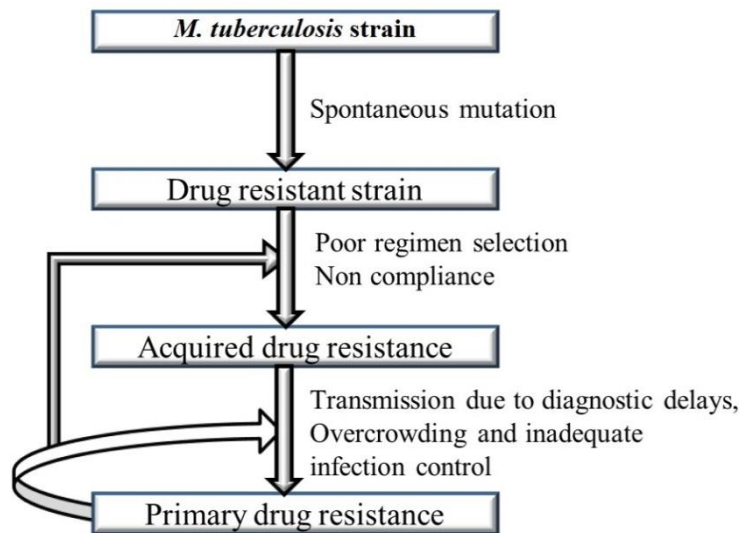 M. tuberculosis strain
Spontaneous mutation
Drug resistant strain
Poor regimen selection
Non compliance
Acquired drug resistance
Transmission due to diagnostic delays,
Overcrowding and inadequate
infection control
Primary drug resistance